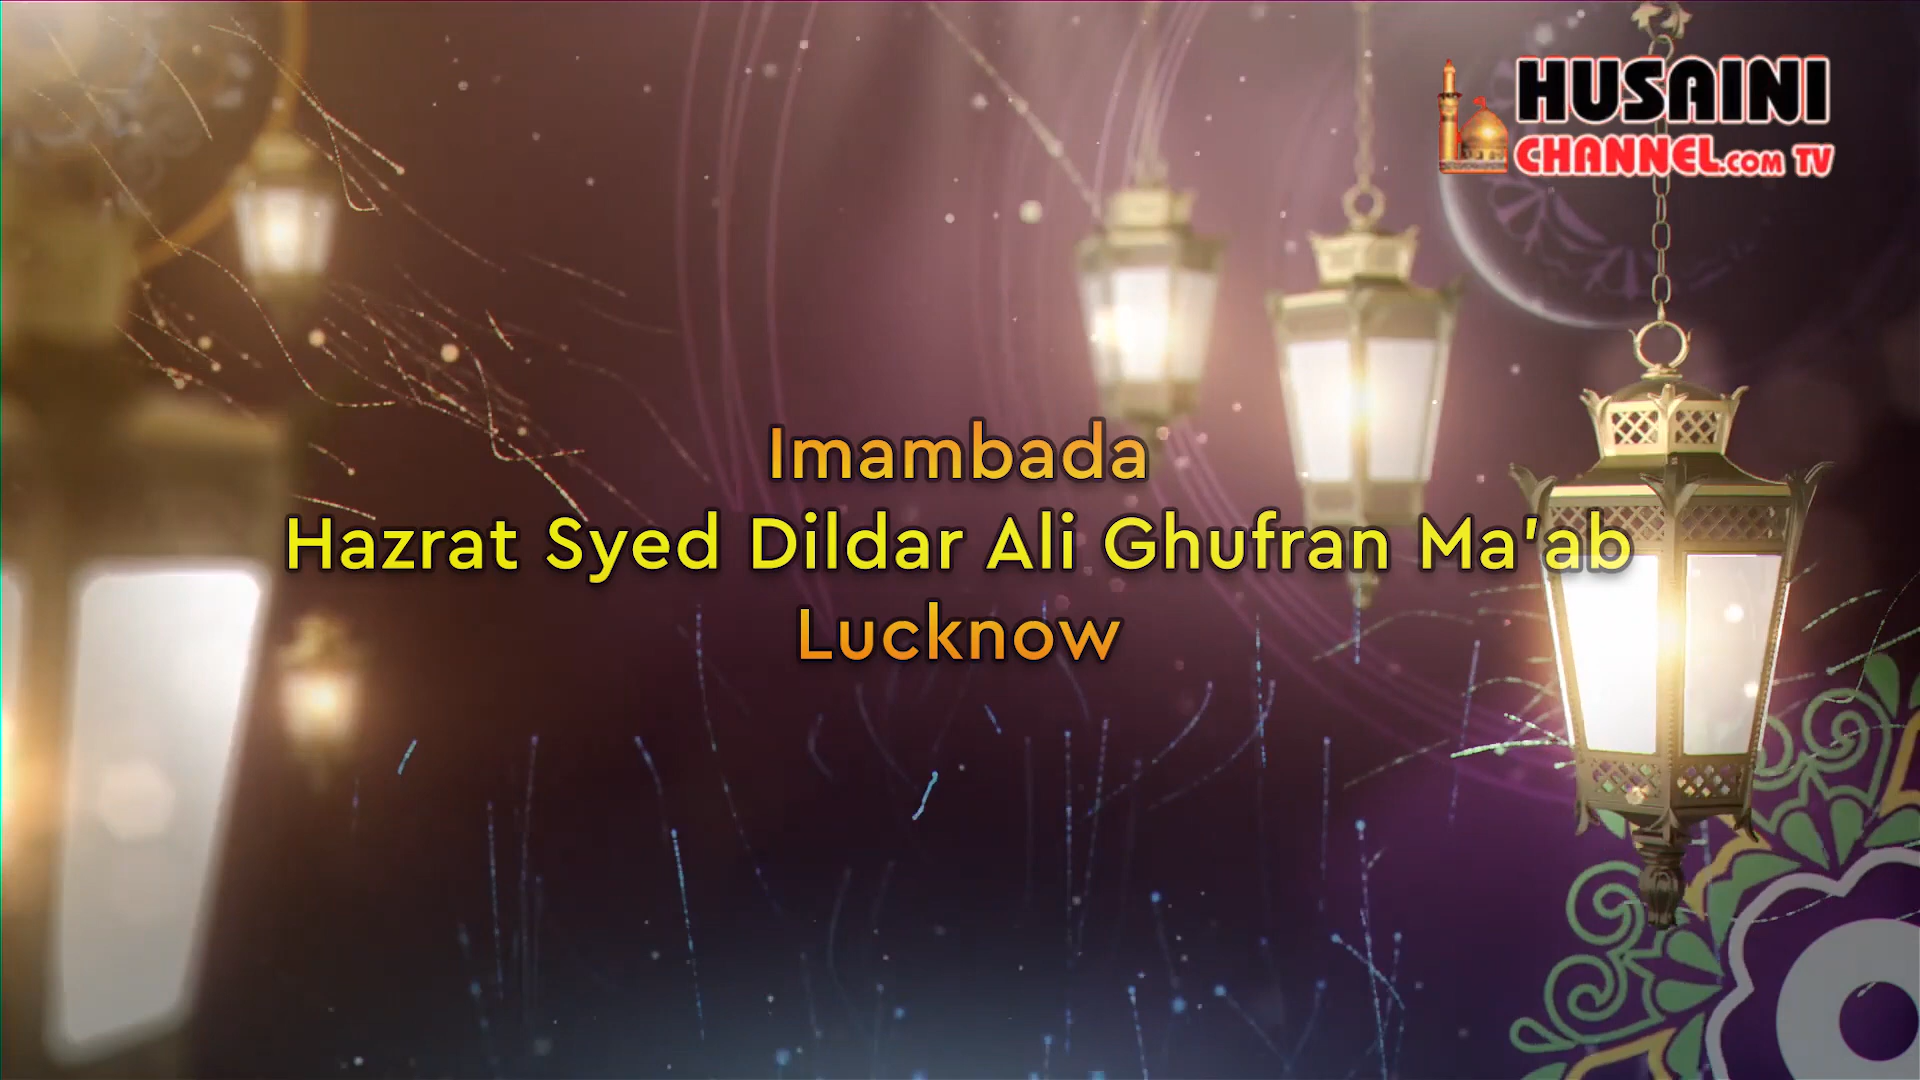 HUSAINI
CHANNEL.COM TV
Imambada
Hazrat Syed Dildar Ali Ghufran Ma'ab
Lucknow